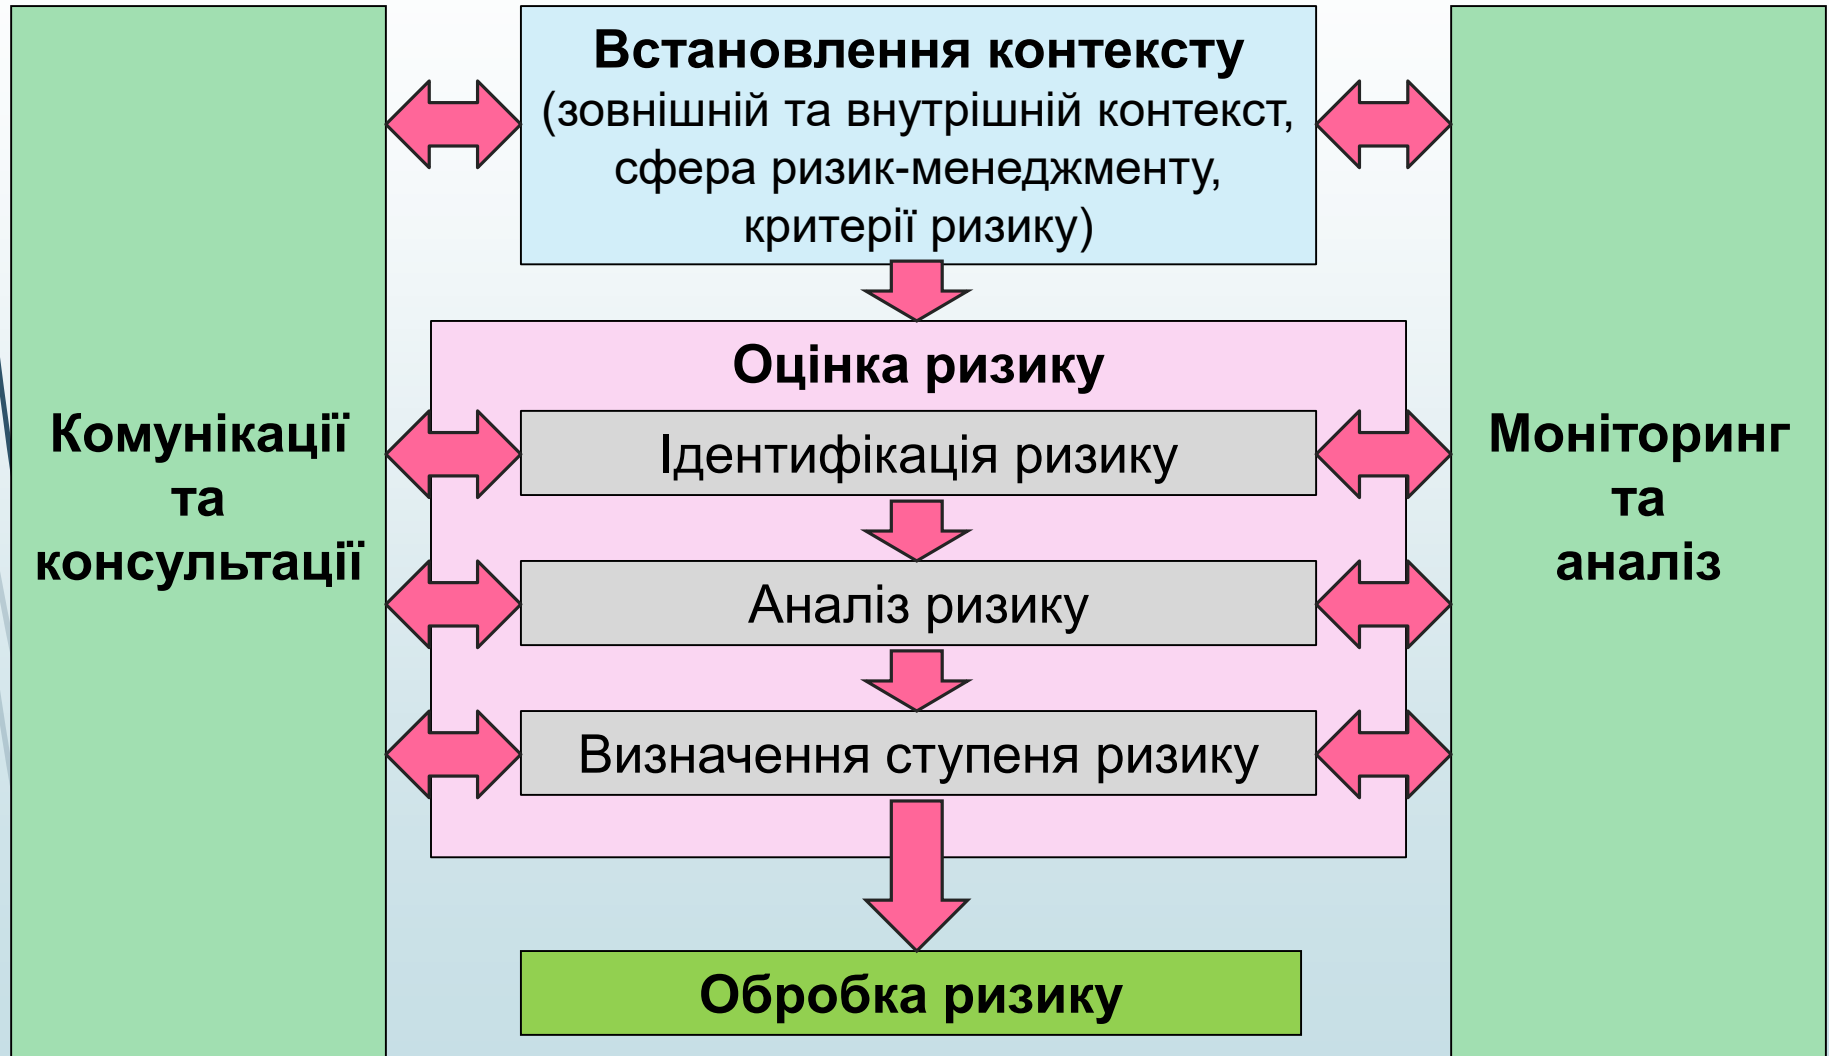 Встановлення контексту
(зовнішній та внутрішній контекст,
сфера ризик-менеджменту,
критерії ризику)
Оцінка ризику
Ідентифікація ризику
Аналіз ризику
Визначення ступеня ризику
Обробка ризику
Комунікації
та
консультації
Моніторинг
та
аналіз